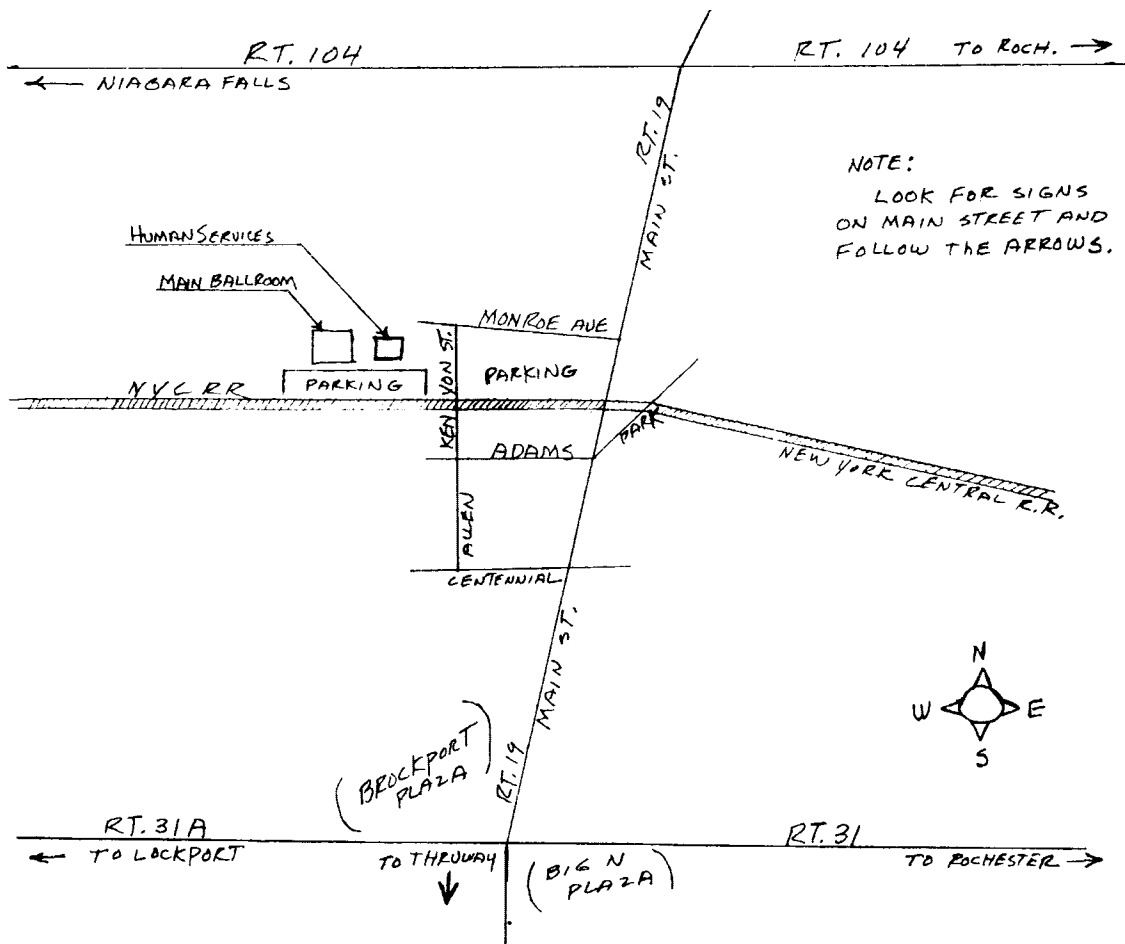 RT. 104
RT. 104 TO ROCH. →
← NIAGARA FALLS
RT. 19
MAIN ST.
NOTE:
LOOK FOR SIGNS
ON MAIN STREET AND
FOLLOW THE ARROWS.
HUMAN SERVICES
MAIN BALLROOM
MONROE AVE
KENYON ST.
PARKING
PARKING
NYC RR
PARK
ADAMS
NEW YORK CENTRAL R.R.
ALLEN
CENTENNIAL
MAIN ST.
RT. 19
N
W E
S
(BROCKPORT
PLAZA)
RT. 31A
RT. 31
← TO LOCKPORT
TO THRUWAY
↓
(BIG N
PLAZA)
TO ROCHESTER →